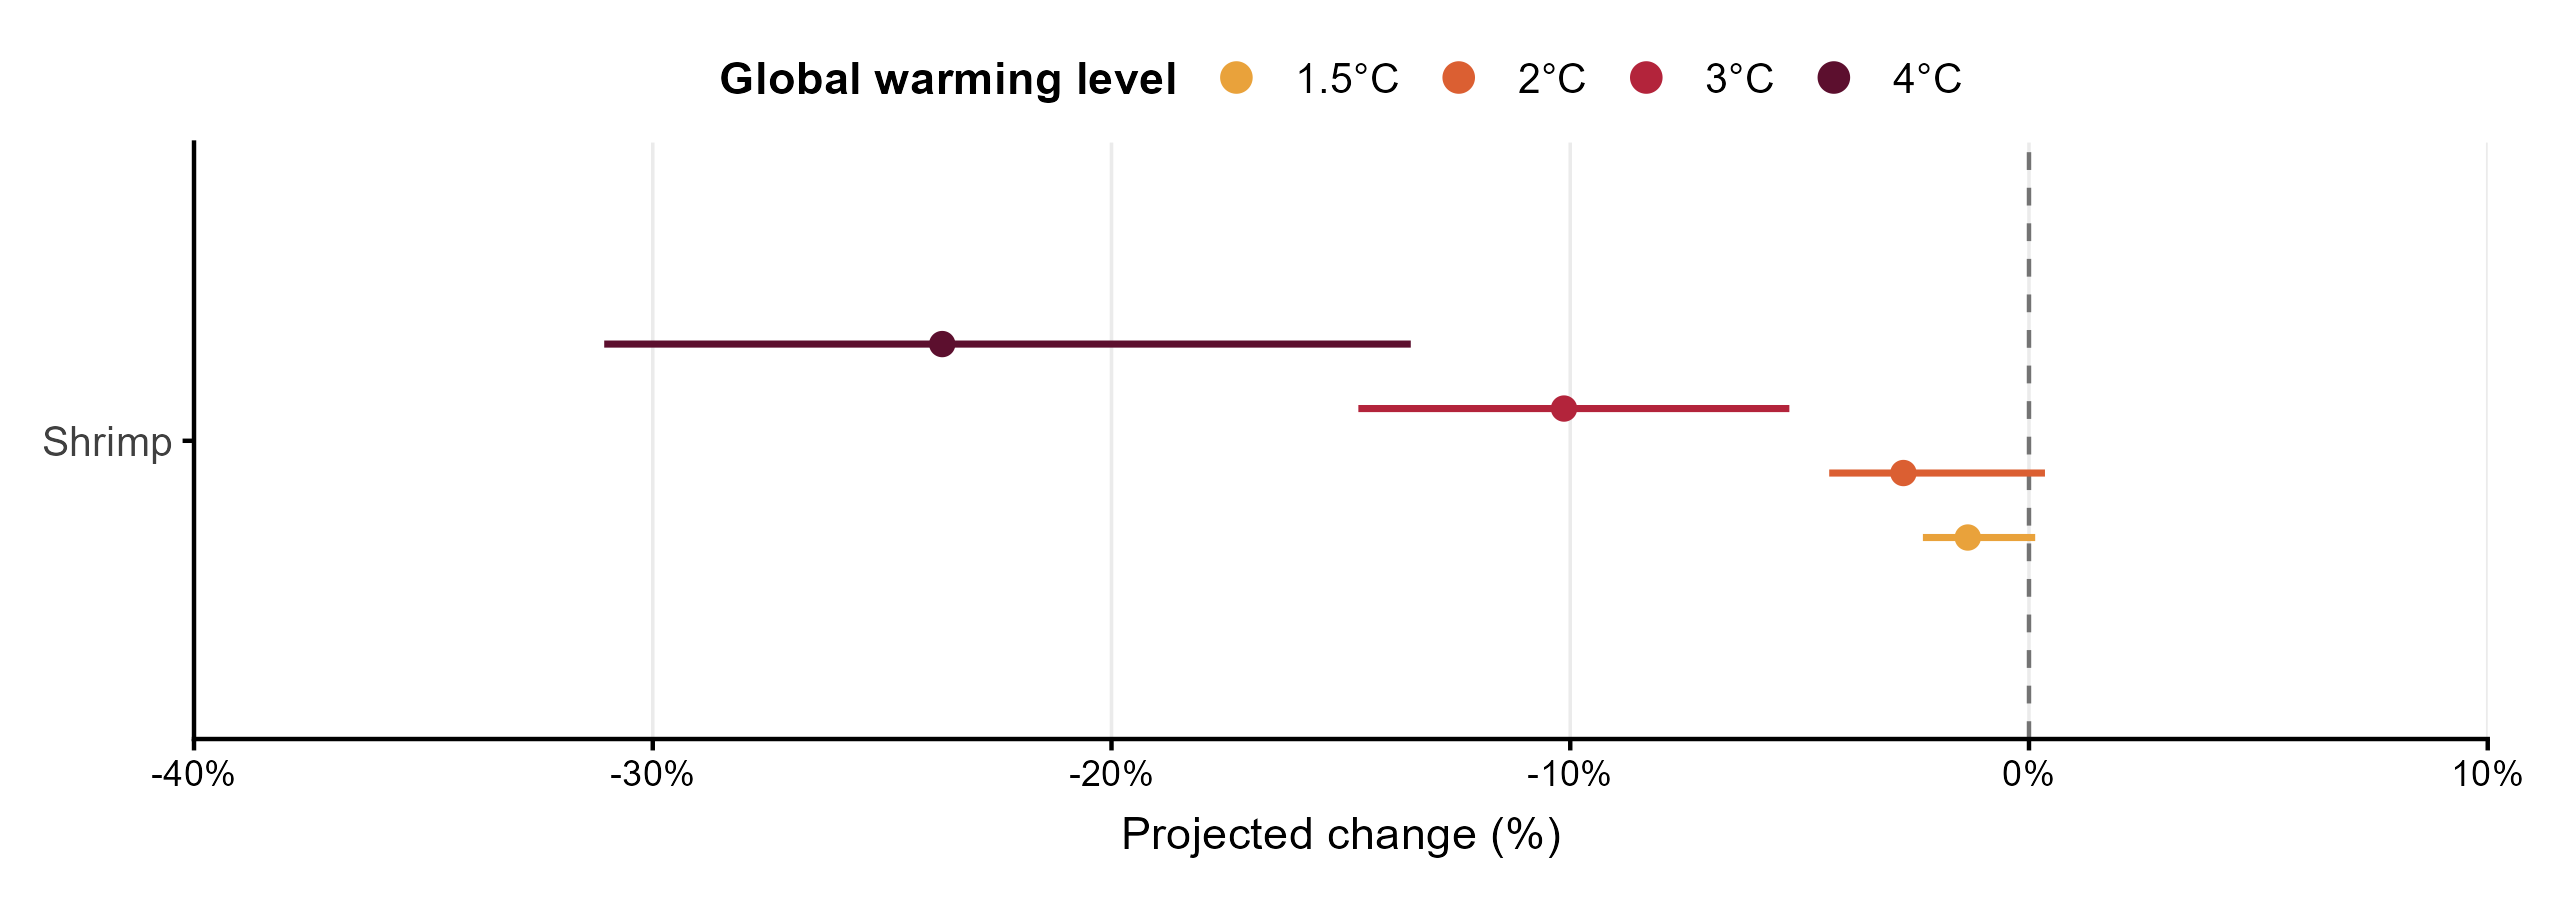 Global warming level 1.5°C 2°C 3°C 4°C
Shrimp
-40% -30% -20% -10% 0% 10%
Projected change (%)